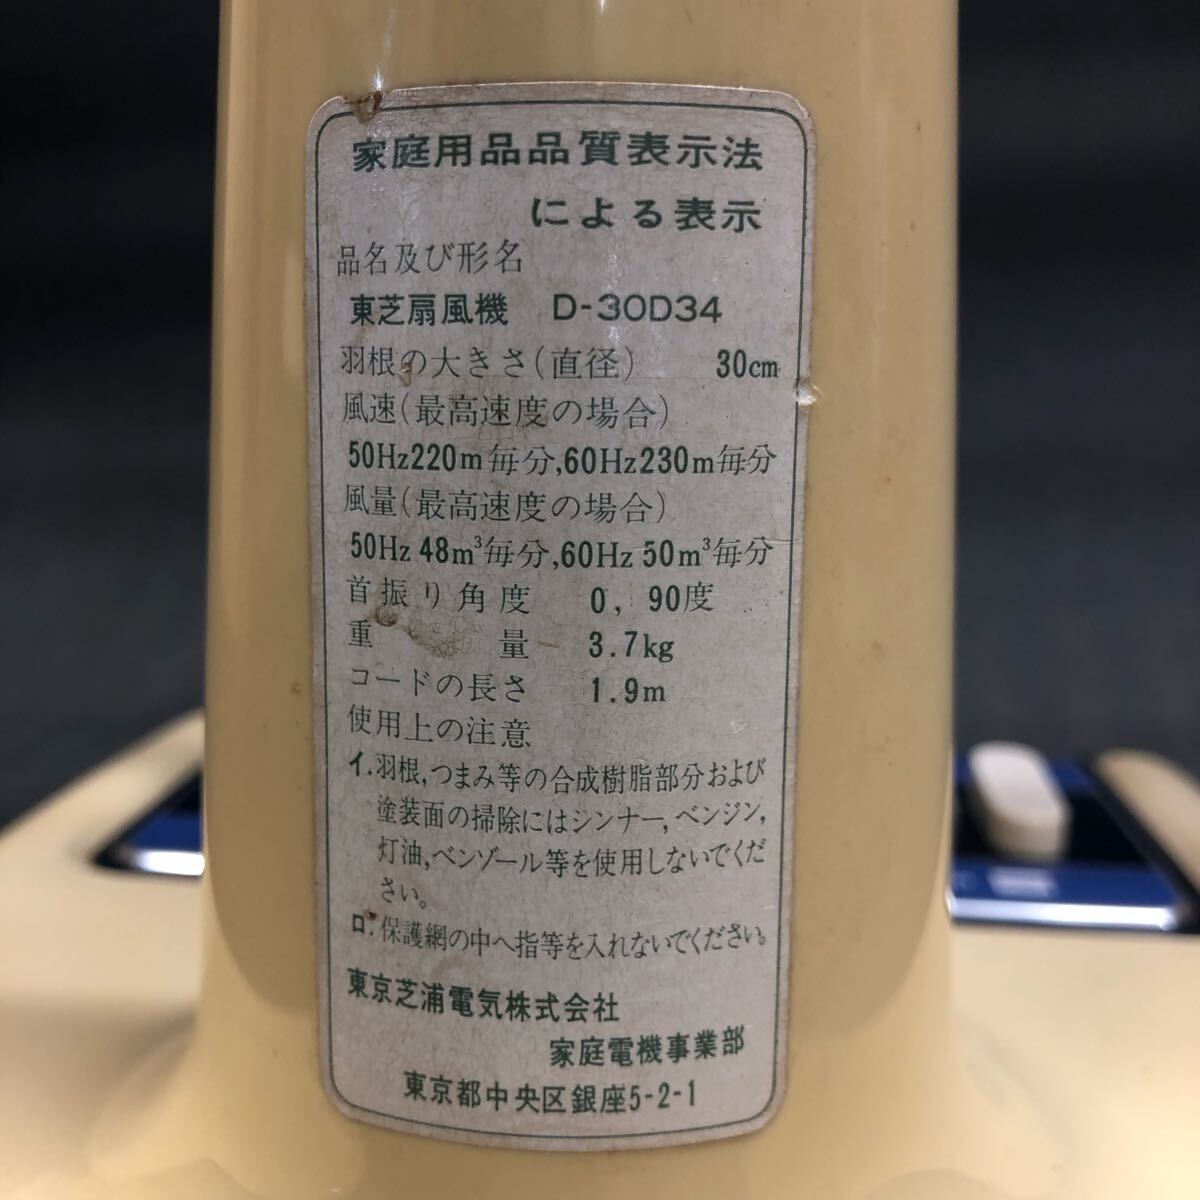 家庭用品品質表示法
による表示
品名及び形名
東芝扇風機 D-30D34
羽根の大きさ(直径) 30cm
風速(最高速度の場合)
50Hz220m毎分,60Hz230m毎分
風量(最高速度の場合)
50Hz 48m³毎分,60Hz 50m³毎分
首振り角度 0, 90度
重量 3.7kg
コードの長さ 1.9m
使用上の注意
イ.羽根,つまみ等の合成樹脂部分および
塗装面の掃除にはシンナー,ベンジン,
灯油,ベンゾール等を使用しないでくだ
さい。
ロ.保護網の中へ指等を入れないでください。
東京芝浦電気株式会社
家庭電機事業部
東京都中央区銀座5-2-1